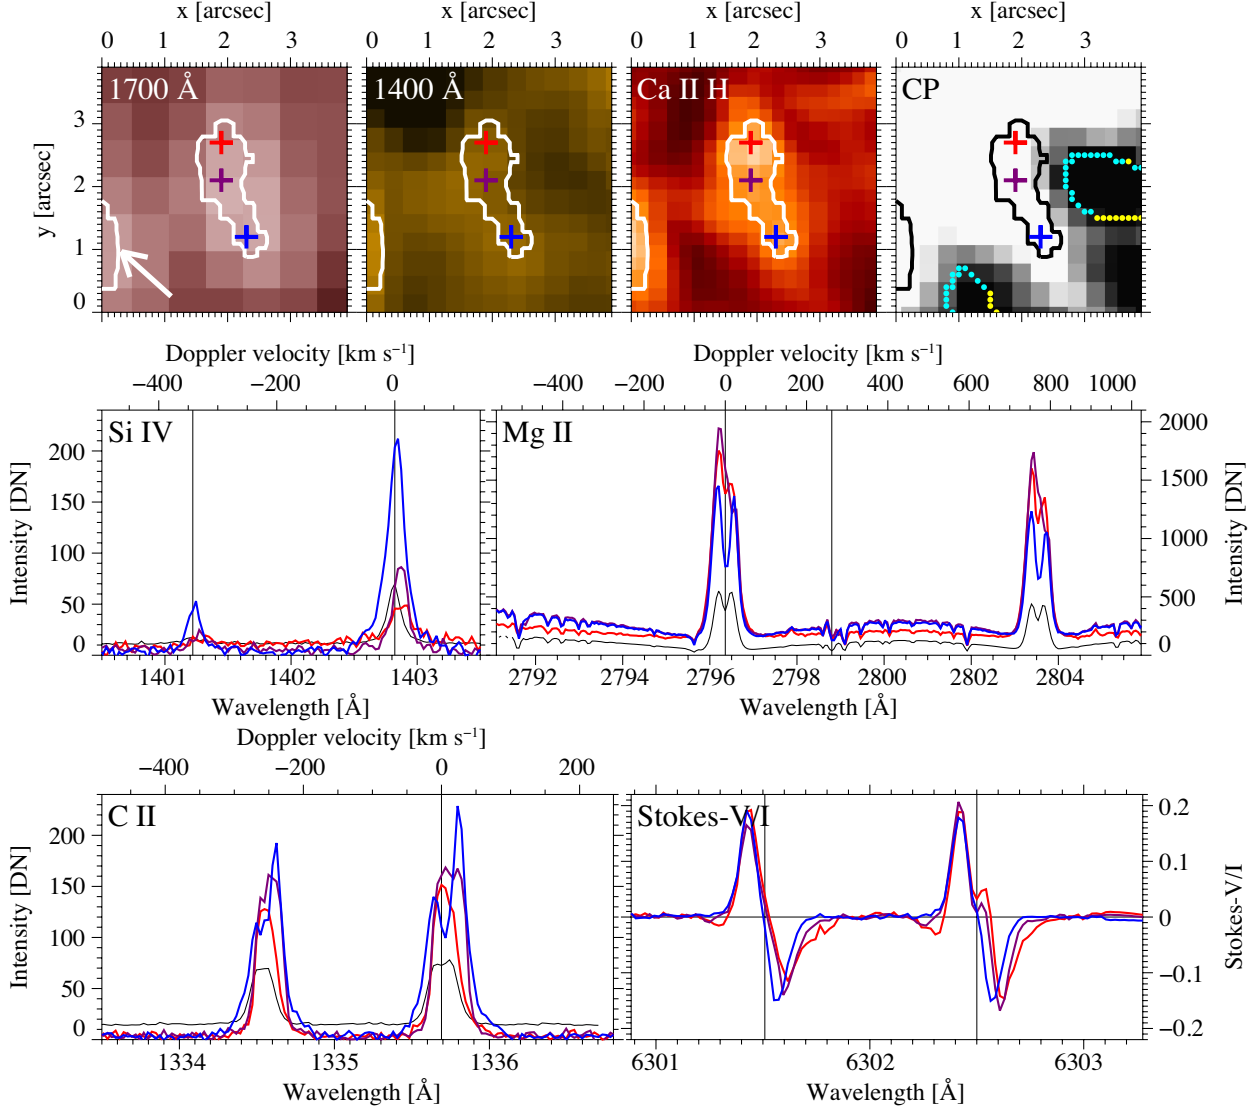 x [arcsec] x [arcsec] x [arcsec] x [arcsec]
0 1 2 3 0 1 2 3 0 1 2 3 0 1 2 3
1700 Å 1400 Å Ca II H CP
y [arcsec]
3
2
1
0
Doppler velocity [km s⁻¹] Doppler velocity [km s⁻¹]
−400 −200 0 −400 −200 0 200 400 600 800 1000
Si IV Mg II
Intensity [DN] Intensity [DN]
200 2000
150 1500
100 1000
50 500
0 0
1401 1402 1403 2792 2794 2796 2798 2800 2802 2804
Wavelength [Å] Wavelength [Å]
Doppler velocity [km s⁻¹]
−400 −200 0 200
C II Stokes-V/I
Intensity [DN] Stokes-V/I
200 0.2
150 0.1
100 0
50 −0.1
0 −0.2
1334 1335 1336 6301 6302 6303
Wavelength [Å] Wavelength [Å]